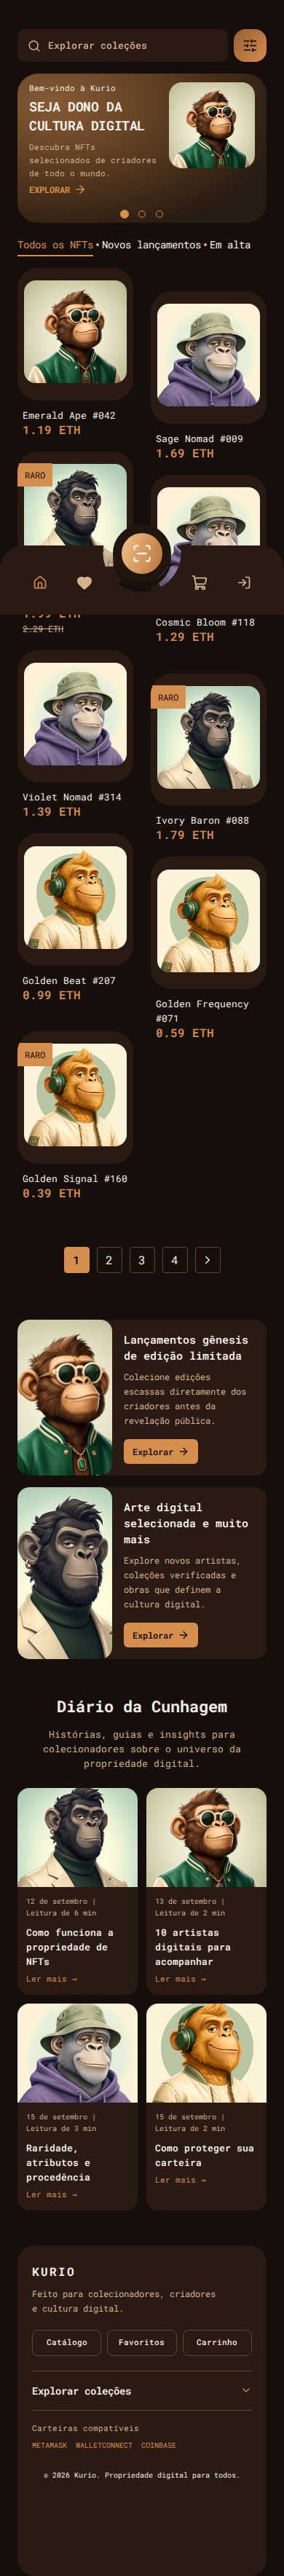 Explorar coleções
Bem-vindo à Kurio
SEJA DONO DA
CULTURA DIGITAL
Descubra NFTs
selecionados de criadores
de todo o mundo.
EXPLORAR →
Todos os NFTs • Novos lançamentos • Em alta
Emerald Ape #042
1.19 ETH
Sage Nomad #009
1.69 ETH
RARO
2.29 ETH
Cosmic Bloom #118
1.29 ETH
Violet Nomad #314
1.39 ETH
RARO
Ivory Baron #088
1.79 ETH
Golden Beat #207
0.99 ETH
Golden Frequency
#071
0.59 ETH
RARO
Golden Signal #160
0.39 ETH
1 2 3 4 >
Lançamentos gênesis
de edição limitada
Colecione edições
escassas diretamente dos
criadores antes da
revelação pública.
Explorar →
Arte digital
selecionada e muito
mais
Explore novos artistas,
coleções verificadas e
obras que definem a
cultura digital.
Explorar →
Diário da Cunhagem
Histórias, guias e insights para
colecionadores sobre o universo da
propriedade digital.
12 de setembro |
Leitura de 6 min
Como funciona a
propriedade de
NFTs
Ler mais →
13 de setembro |
Leitura de 2 min
10 artistas
digitais para
acompanhar
Ler mais →
15 de setembro |
Leitura de 3 min
Raridade,
atributos e
procedência
Ler mais →
15 de setembro |
Leitura de 2 min
Como proteger sua
carteira
Ler mais →
KURIO
Feito para colecionadores, criadores
e cultura digital.
Catálogo
Favoritos
Carrinho
Explorar coleções
Carteiras compatíveis
METAMASK WALLETCONNECT COINBASE
© 2026 Kurio. Propriedade digital para todos.